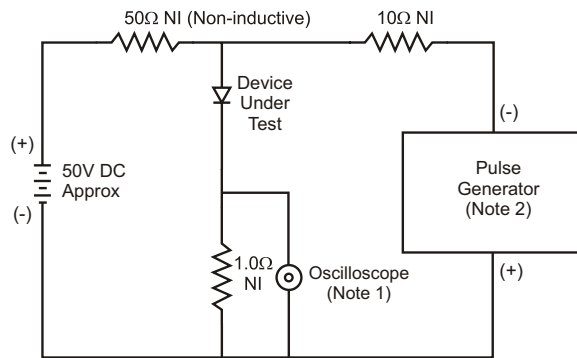 50Ω NI (Non-inductive)
10Ω NI
Device
Under
Test
(+)
50V DC
Approx
(-)
(-)
Pulse
Generator
(Note 2)
(+)
1.0Ω
NI
Oscilloscope
(Note 1)